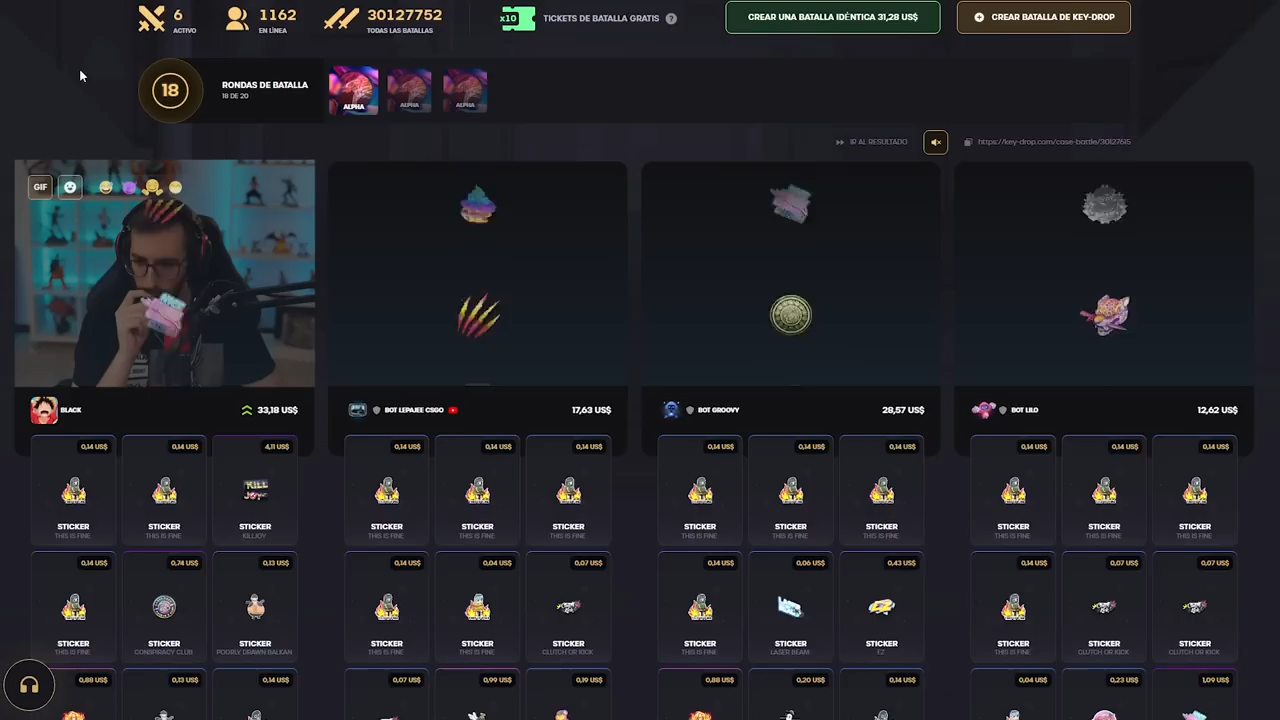 6
ACTIVO
1162
EN LÍNEA
30127752
TODAS LAS BATALLAS
x10
TICKETS DE BATALLA GRATIS ?
CREAR UNA BATALLA IDÉNTICA 31,28 US$
CREAR BATALLA DE KEY-DROP
18
RONDAS DE BATALLA
18 DE 20
ALPHA
ALPHA
ALPHA
IR AL RESULTADO
https://key-drop.com/case-battle/30127615
GIF
BLACK
33,18 US$
BOT LEPAJEE CSGO
17,63 US$
BOT GROOVY
28,57 US$
BOT LILO
12,62 US$
0,14 US$ 0,14 US$ 4,11 US$ 0,14 US$ 0,14 US$ 0,14 US$ 0,14 US$ 0,14 US$ 0,14 US$ 0,14 US$ 0,14 US$ 0,14 US$
KILL JOY
STICKER STICKER STICKER STICKER STICKER STICKER STICKER STICKER STICKER STICKER STICKER STICKER
THIS IS FINE THIS IS FINE KILLJOY THIS IS FINE THIS IS FINE THIS IS FINE THIS IS FINE THIS IS FINE THIS IS FINE THIS IS FINE THIS IS FINE THIS IS FINE
0,14 US$ 0,74 US$ 0,13 US$ 0,14 US$ 0,04 US$ 0,07 US$ 0,14 US$ 0,06 US$ 0,43 US$ 0,14 US$ 0,07 US$ 0,07 US$
STICKER STICKER STICKER STICKER STICKER STICKER STICKER STICKER STICKER STICKER STICKER STICKER
THIS IS FINE CONSPIRACY CLUB POORLY DRAWN BALKAN THIS IS FINE THIS IS FINE CLUTCH OR KICK THIS IS FINE LASER BEAM EZ THIS IS FINE CLUTCH OR KICK CLUTCH OR KICK
0,88 US$ 0,13 US$ 0,14 US$ 0,07 US$ 0,99 US$ 0,19 US$ 0,88 US$ 0,20 US$ 0,14 US$ 0,04 US$ 0,23 US$ 1,09 US$